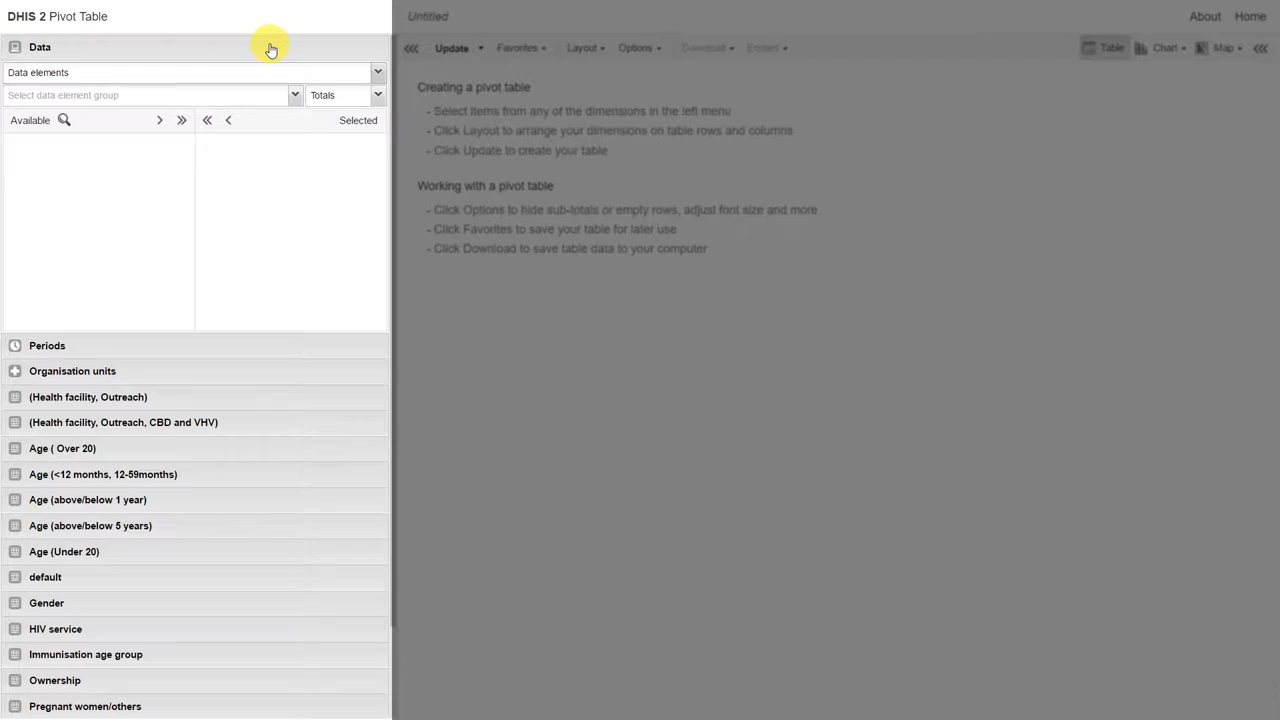 DHIS 2 Pivot Table
Untitled
About
Home
Data
Update
Favorites
Layout
Options
Download
Embed
Table
Chart
Map
Data elements
Select data element group
Totals
Available
Selected
Creating a pivot table
- Select items from any of the dimensions in the left menu
- Click Layout to arrange your dimensions on table rows and columns
- Click Update to create your table
Working with a pivot table
- Click Options to hide sub-totals or empty rows, adjust font size and more
- Click Favorites to save your table for later use
- Click Download to save table data to your computer
Periods
Organisation units
(Health facility, Outreach)
(Health facility, Outreach, CBD and VHV)
Age ( Over 20)
Age (<12 months, 12-59months)
Age (above/below 1 year)
Age (above/below 5 years)
Age (Under 20)
default
Gender
HIV service
Immunisation age group
Ownership
Pregnant women/others